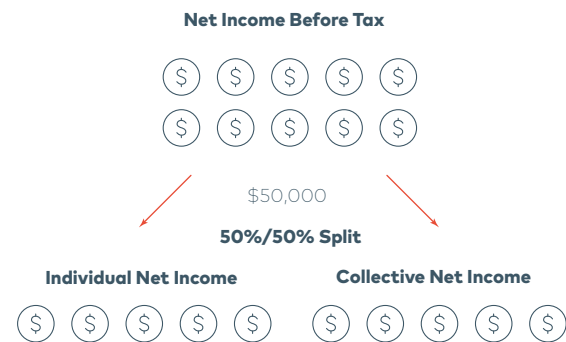 Net Income Before Tax
$ $ $ $ $
$ $ $ $ $
$50,000
50%/50% Split
Individual Net Income
$ $ $ $ $
Collective Net Income
$ $ $ $ $